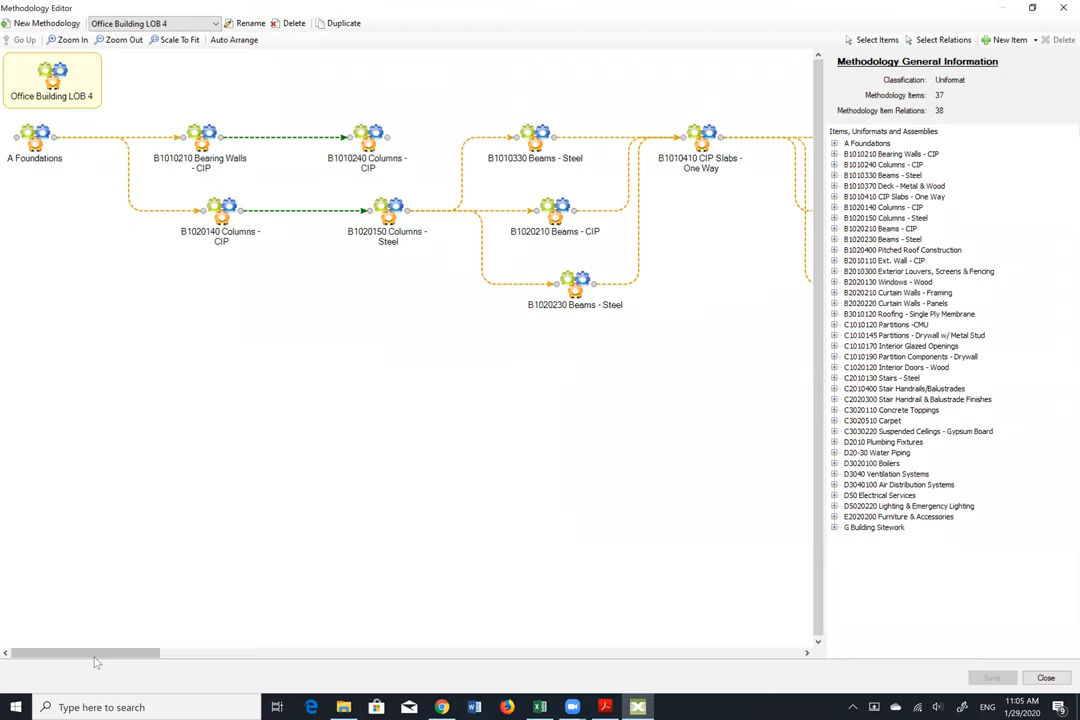 Methodology Editor
New Methodology
Office Building LOB 4
Rename
Delete
Duplicate
Go Up
Zoom In
Zoom Out
Scale To Fit
Auto Arrange
Select Items
Select Relations
New Item
Delete
Office Building LOB 4
A Foundations
B1010210 Bearing Walls
- CIP
B1010240 Columns -
CIP
B1010330 Beams - Steel
B1010410 CIP Slabs -
One Way
B1020140 Columns -
CIP
B1020150 Columns -
Steel
B1020210 Beams - CIP
B1020230 Beams - Steel
Methodology General Information
Classification: Uniformat
Methodology Items: 37
Methodology Item Relations: 38
Items, Uniformats and Assemblies
A Foundations
B1010210 Bearing Walls - CIP
B1010240 Columns - CIP
B1010330 Beams - Steel
B1010370 Deck - Metal & Wood
B1010410 CIP Slabs - One Way
B1020140 Columns - CIP
B1020150 Columns - Steel
B1020210 Beams - CIP
B1020230 Beams - Steel
B1020400 Pitched Roof Construction
B2010110 Ext. Wall - CIP
B2010300 Exterior Louvers, Screens & Fencing
B2020130 Windows - Wood
B2020210 Curtain Walls - Framing
B2020220 Curtain Walls - Panels
B3010120 Roofing - Single Ply Membrane
C1010120 Partitions -CMU
C1010145 Partitions - Drywall w/ Metal Stud
C1010170 Interior Glazed Openings
C1010190 Partition Components - Drywall
C1020120 Interior Doors - Wood
C2010130 Stairs - Steel
C2010400 Stair Handrails/Balustrades
C2020300 Stair Handrail & Balustrade Finishes
C3020110 Concrete Toppings
C3020510 Carpet
C3030220 Suspended Ceilings - Gypsum Board
D2010 Plumbing Fixtures
D20-30 Water Piping
D3020100 Boilers
D3040 Ventilation Systems
D3040100 Air Distribution Systems
D50 Electrical Services
D5020220 Lighting & Emergency Lighting
E2020200 Furniture & Accessories
G Building Sitework
Save
Close
Type here to search
ENG
11:05 AM
1/29/2020
9